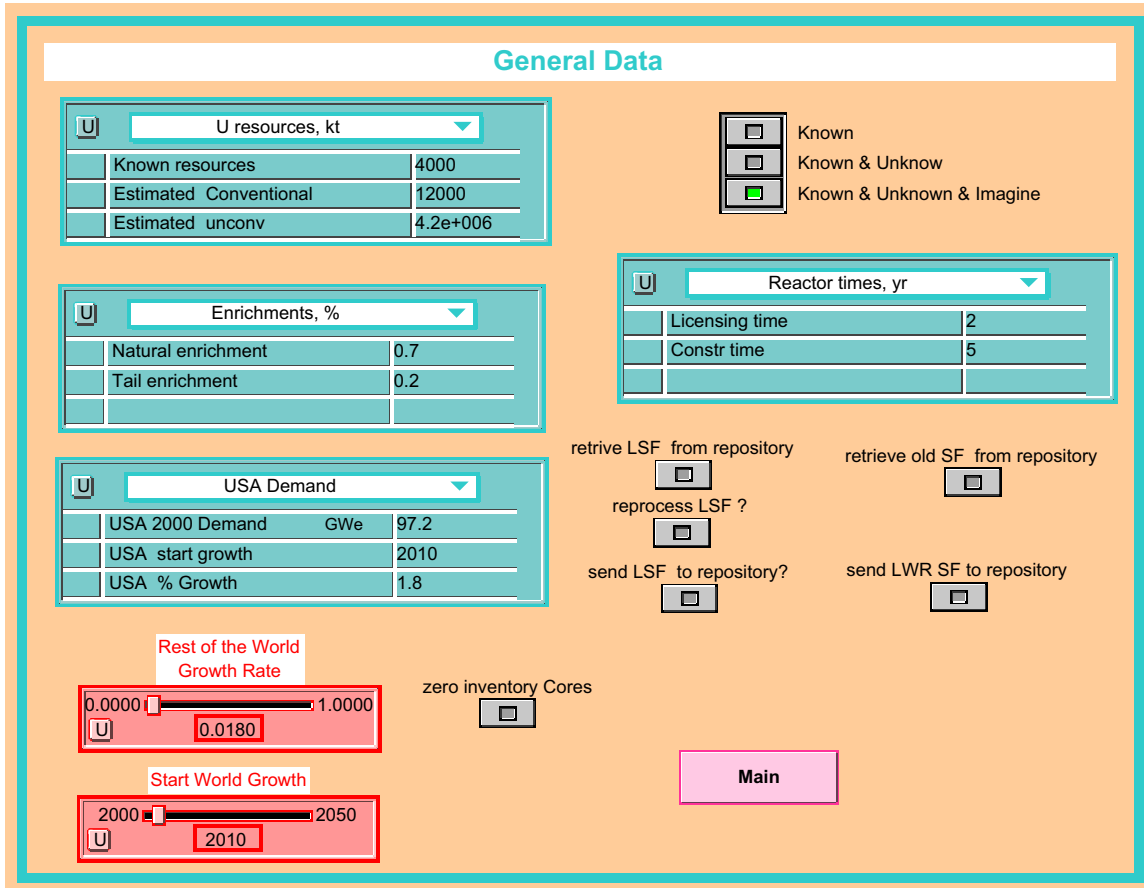 General Data
U
U resources, kt
Known resources 4000
Estimated Conventional 12000
Estimated unconv 4.2e+006
Known
Known & Unknow
Known & Unknown & Imagine
U
Enrichments, %
Natural enrichment 0.7
Tail enrichment 0.2
U
Reactor times, yr
Licensing time 2
Constr time 5
U
USA Demand
USA 2000 Demand GWe 97.2
USA start growth 2010
USA % Growth 1.8
retrive LSF from repository
retrieve old SF from repository
reprocess LSF ?
send LSF to repository?
send LWR SF to repository
Rest of the World
Growth Rate
0.0000 1.0000
U
0.0180
zero inventory Cores
Start World Growth
2000 2050
U
2010
Main